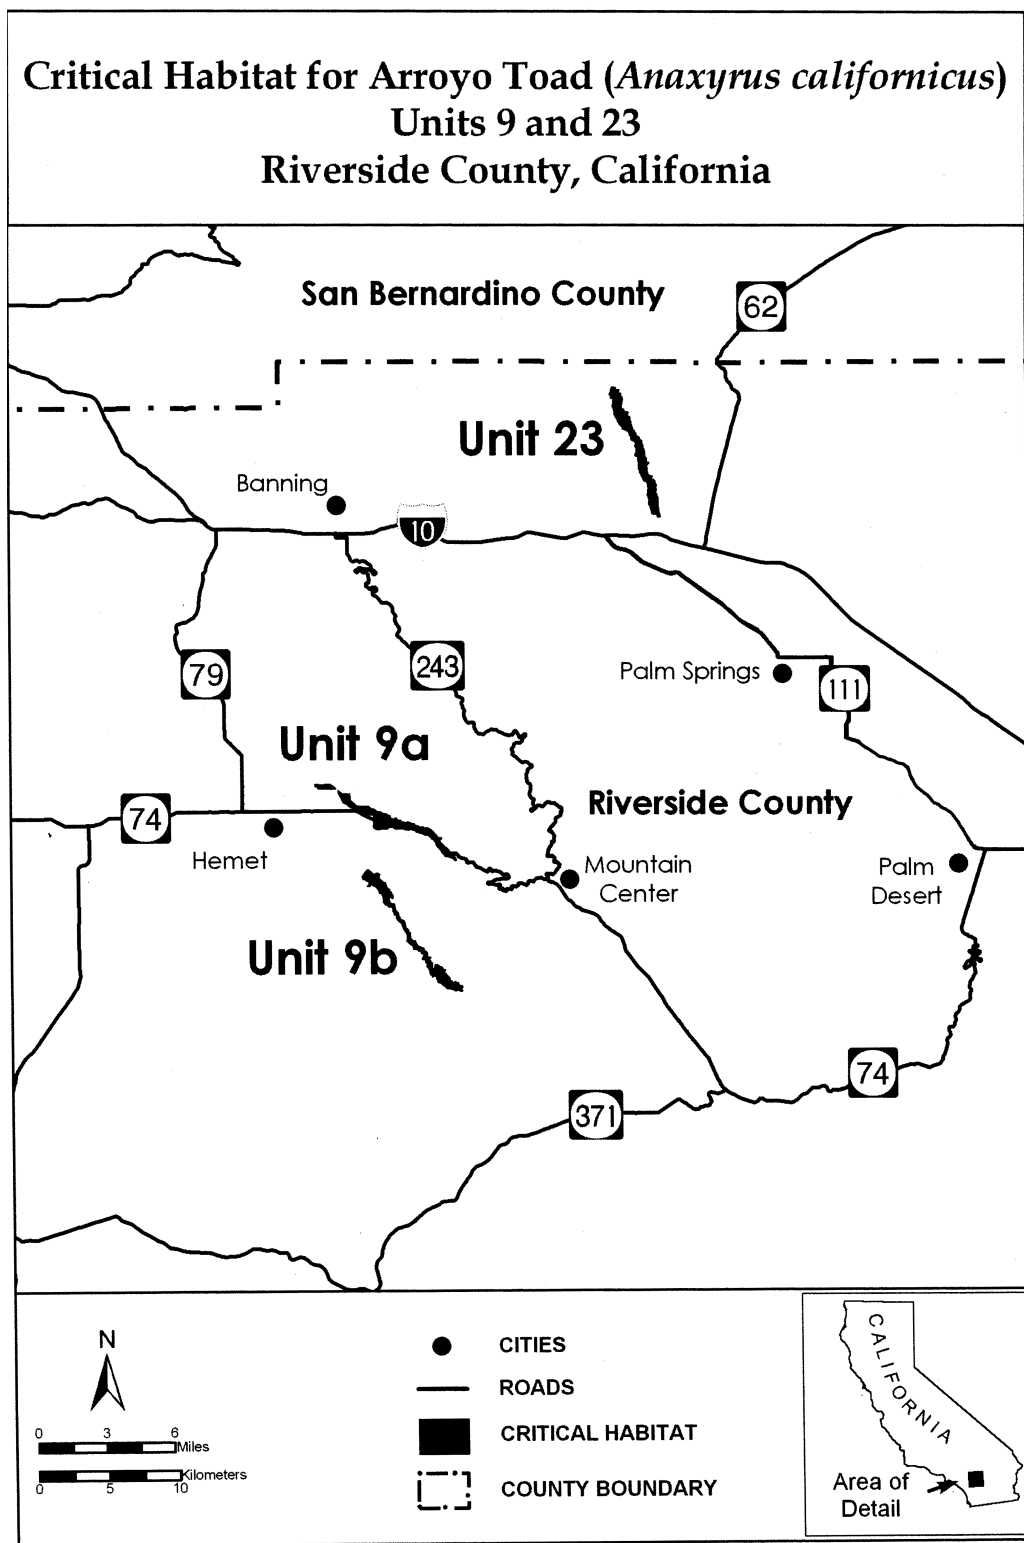 Critical Habitat for Arroyo Toad (Anaxyrus californicus)
Units 9 and 23
Riverside County, California
San Bernardino County
62
Unit 23
Banning
10
Palm Springs
79
243
111
Unit 9a
Riverside County
74
Hemet
Mountain
Center
Palm
Desert
Unit 9b
74
371
N
0 3 6
Miles
Kilometers
0 5 10
CITIES
ROADS
CRITICAL HABITAT
COUNTY BOUNDARY
CALIFORNIA
Area of
Detail